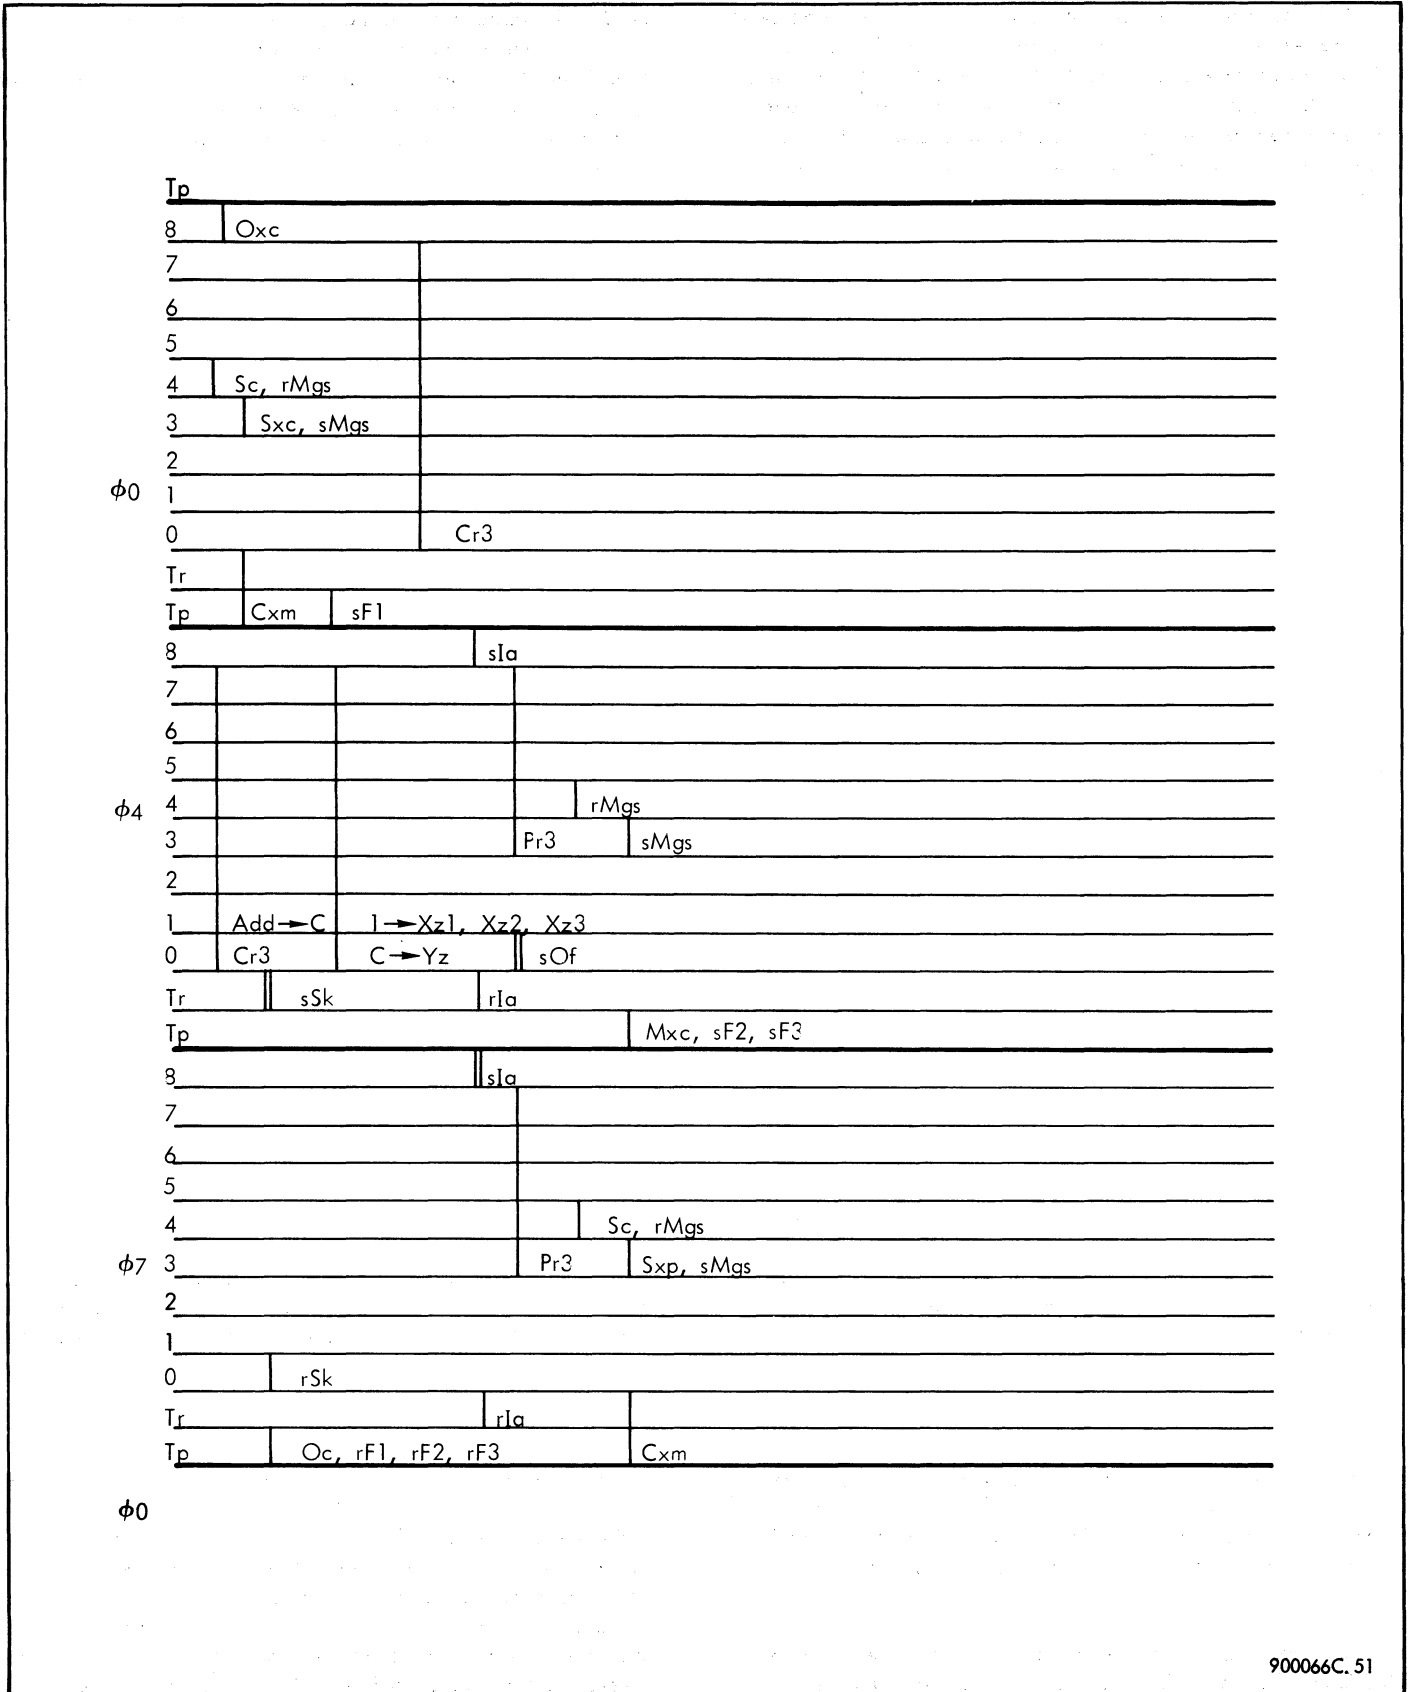 Tp
8 Oxc
7
6
5
4 Sc, rMgs
3 Sxc, sMgs
2
ϕ0 1
0 Cr3
Tr
Tp Cxm sF1
8 sIa
7
6
5
ϕ4 4 rMgs
3 Pr3 sMgs
2
1 Add→C 1→Xz1, Xz2, Xz3
0 Cr3 C→Yz sOf
Tr sSk rIa
Tp Mxc, sF2, sF3
8 sIa
7
6
5
4 Sc, rMgs
ϕ7 3 Pr3 Sxp, sMgs
2
1
0 rSk
Tr rIa
Tp Oc, rF1, rF2, rF3 Cxm
ϕ0
900066C.51